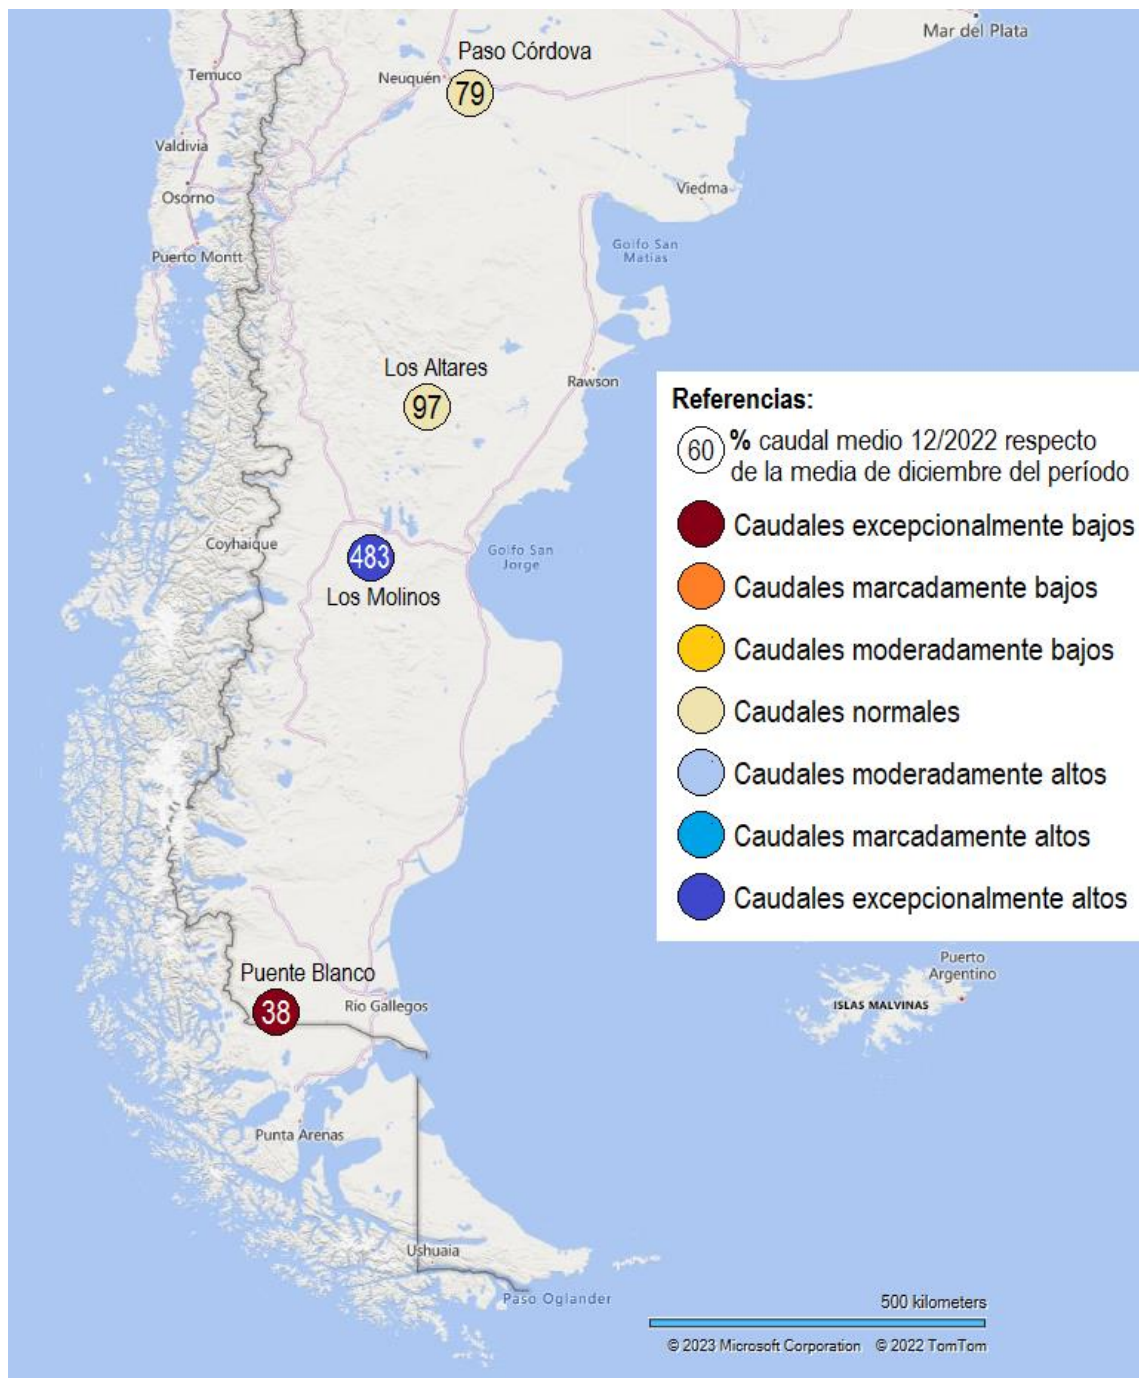 Mar del Plata
Paso Córdova
Temuco
Neuquén
79
Valdivia
Osorno
Viedma
Puerto Montt
Golfo San
Matías
Los Altares
97
Rawson
Referencias:
60 % caudal medio 12/2022 respecto
de la media de diciembre del período
Caudales excepcionalmente bajos
Coyhaique
483
Golfo San
Jorge
Los Molinos
Caudales marcadamente bajos
Caudales moderadamente bajos
Caudales normales
Caudales moderadamente altos
Caudales marcadamente altos
Caudales excepcionalmente altos
Puente Blanco
38
Río Gallegos
Puerto
Argentino
ISLAS MALVINAS
Punta Arenas
Ushuaia
Paso Oglander
500 kilometers
© 2023 Microsoft Corporation © 2022 TomTom